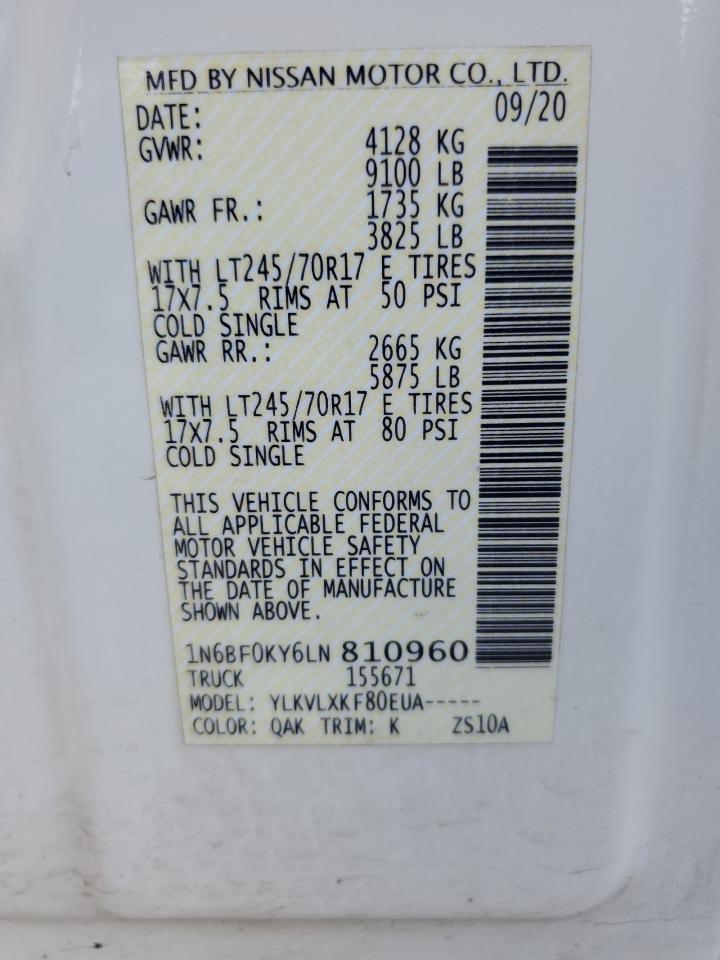 MFD BY NISSAN MOTOR CO., LTD.
DATE: 09/20
GVWR: 4128 KG
9100 LB
GAWR FR.: 1735 KG
3825 LB
WITH LT245/70R17 E TIRES
17X7.5 RIMS AT 50 PSI
COLD SINGLE
GAWR RR.: 2665 KG
5875 LB
WITH LT245/70R17 E TIRES
17X7.5 RIMS AT 80 PSI
COLD SINGLE
THIS VEHICLE CONFORMS TO
ALL APPLICABLE FEDERAL
MOTOR VEHICLE SAFETY
STANDARDS IN EFFECT ON
THE DATE OF MANUFACTURE
SHOWN ABOVE.
1N6BF0KY6LN 810960
TRUCK 155671
MODEL: YLKVLXKF80EUA-----
COLOR: QAK TRIM: K ZS10A